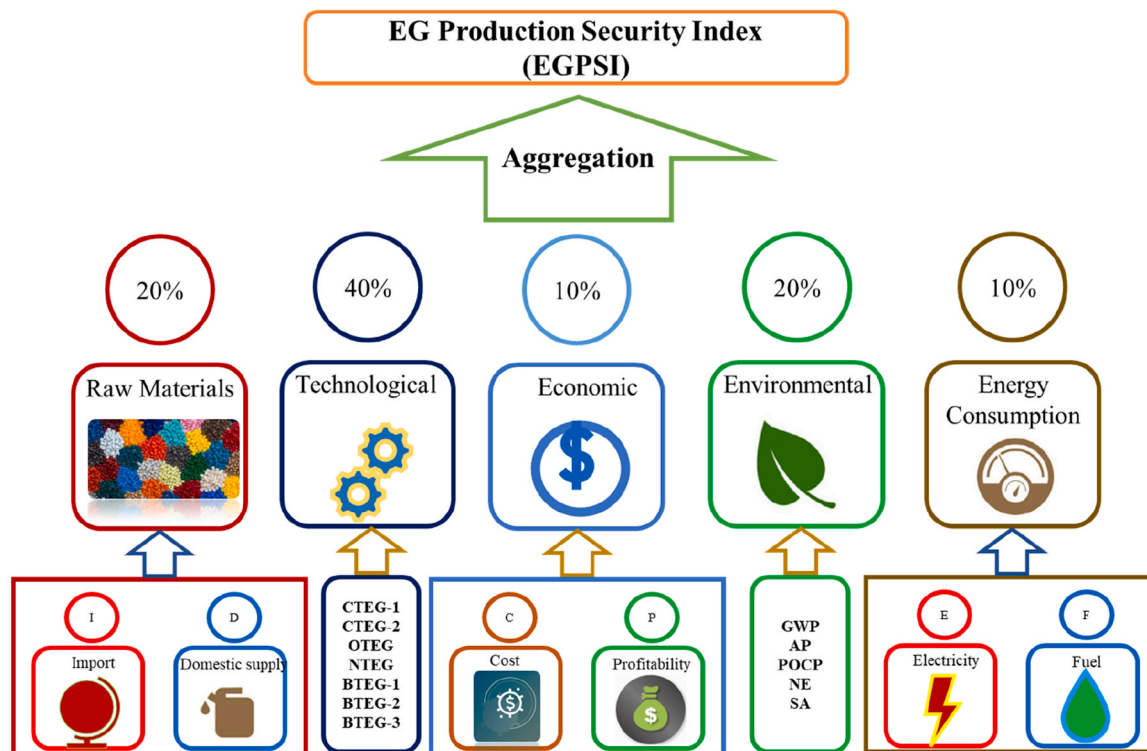 EG Production Security Index
(EGPSI)
Aggregation
20%
40%
10%
20%
10%
Raw Materials
Technological
Economic
Environmental
Energy
Consumption
$
I
D
Import
Domestic supply
CTEG-1
CTEG-2
OTEG
NTEG
BTEG-1
BTEG-2
BTEG-3
C
P
Cost
$
Profitability
$
GWP
AP
POCP
NE
SA
E
F
Electricity
Fuel